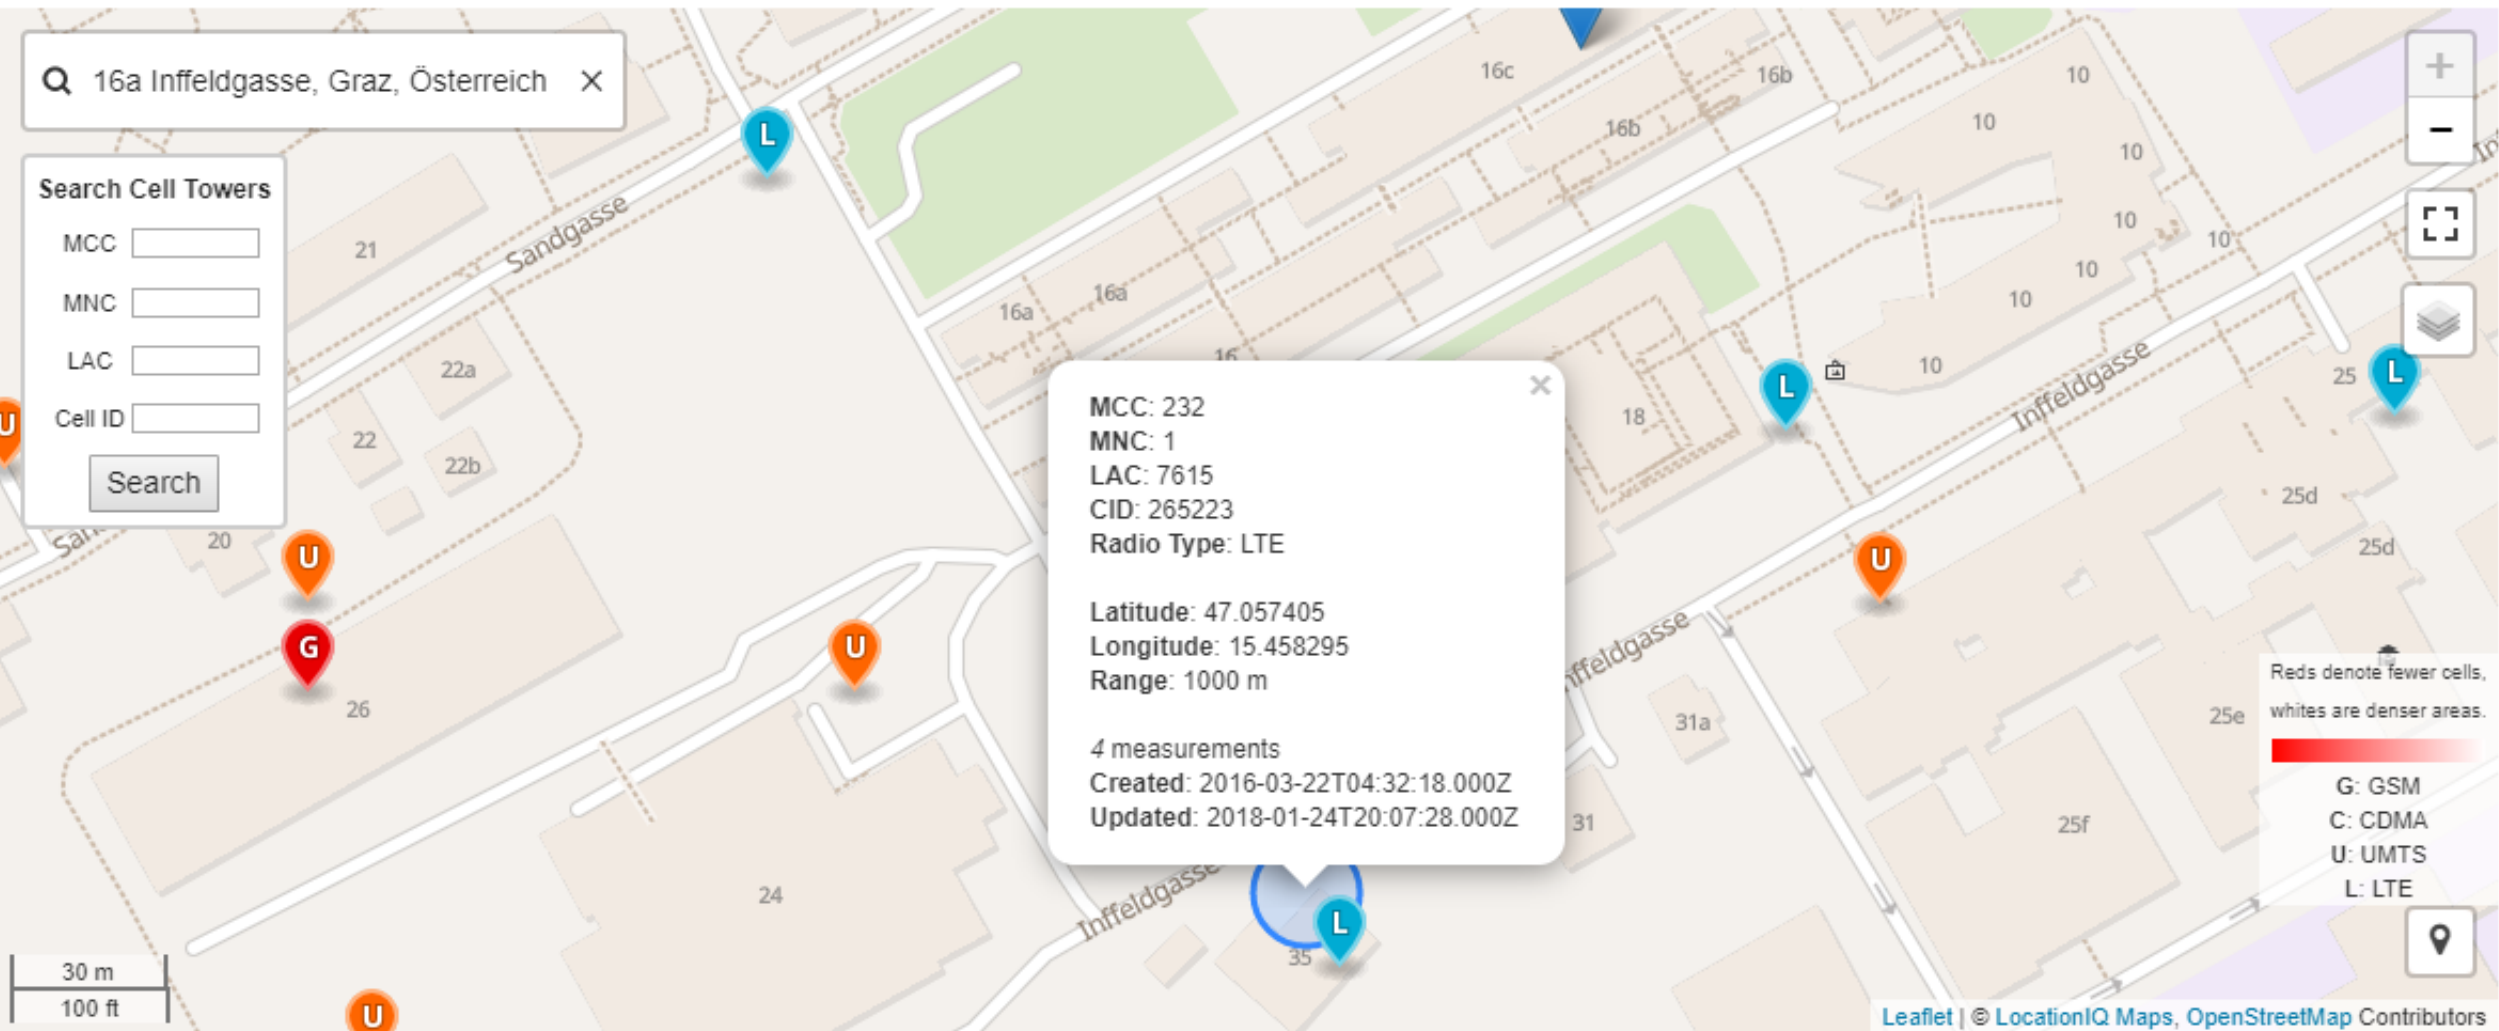 16a Inffeldgasse, Graz, Österreich
Search Cell Towers
MCC
MNC
LAC
Cell ID
Search
16c
16b
16b
10
10
10
10
10
10
10
10
21
Sandgasse
16a
16a
16
22a
22
22b
20
18
25
25d
25d
Inffeldgasse
MCC: 232
MNC: 1
LAC: 7615
CID: 265223
Radio Type: LTE
Latitude: 47.057405
Longitude: 15.458295
Range: 1000 m
4 measurements
Created: 2016-03-22T04:32:18.000Z
Updated: 2018-01-24T20:07:28.000Z
L
L
L
L
U
U
U
U
U
G
26
24
31a
31
35
25e
25f
Inffeldgasse
Reds denote fewer cells,
whites are denser areas.
G: GSM
C: CDMA
U: UMTS
L: LTE
30 m
100 ft
Leaflet | © LocationIQ Maps, OpenStreetMap Contributors